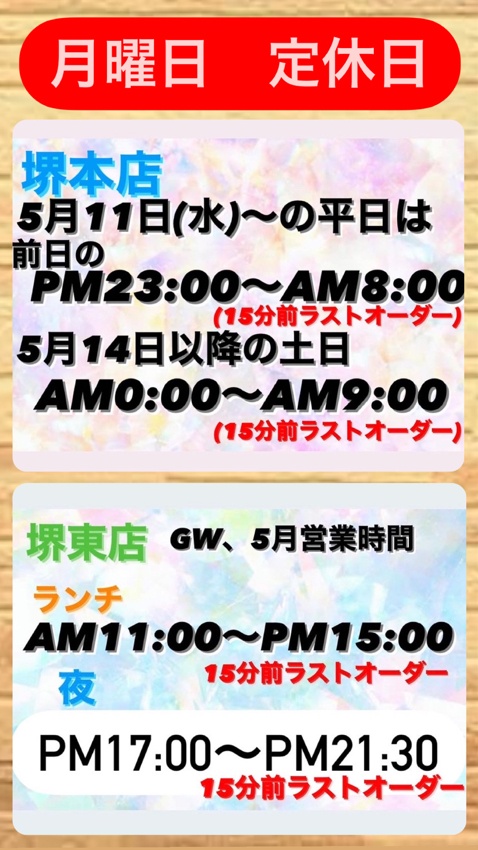 月曜日　定休日
堺本店
5月11日(水)〜の平日は
前日の
PM23:00〜AM8:00
(15分前ラストオーダー)
5月14日以降の土日
AM0:00〜AM9:00
(15分前ラストオーダー)
堺東店　GW、5月営業時間
ランチ
AM11:00〜PM15:00
15分前ラストオーダー
夜
PM17:00〜PM21:30
15分前ラストオーダー